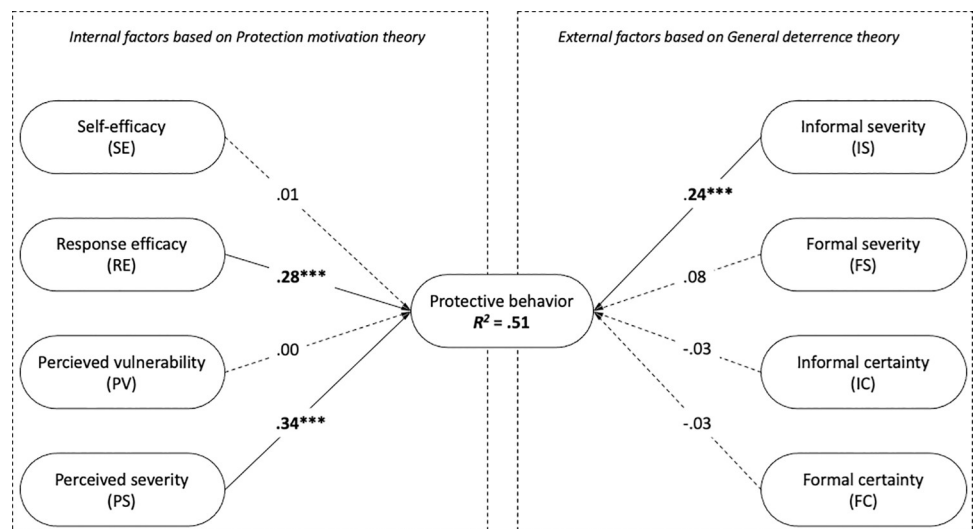 Internal factors based on Protection motivation theory
External factors based on General deterrence theory
Self-efficacy
(SE)
Informal severity
(IS)
.01
.24***
Response efficacy
(RE)
Formal severity
(FS)
.28***
.08
Protective behavior
R² = .51
Percieved vulnerability
(PV)
Informal certainty
(IC)
.00
-.03
.34***
-.03
Perceived severity
(PS)
Formal certainty
(FC)